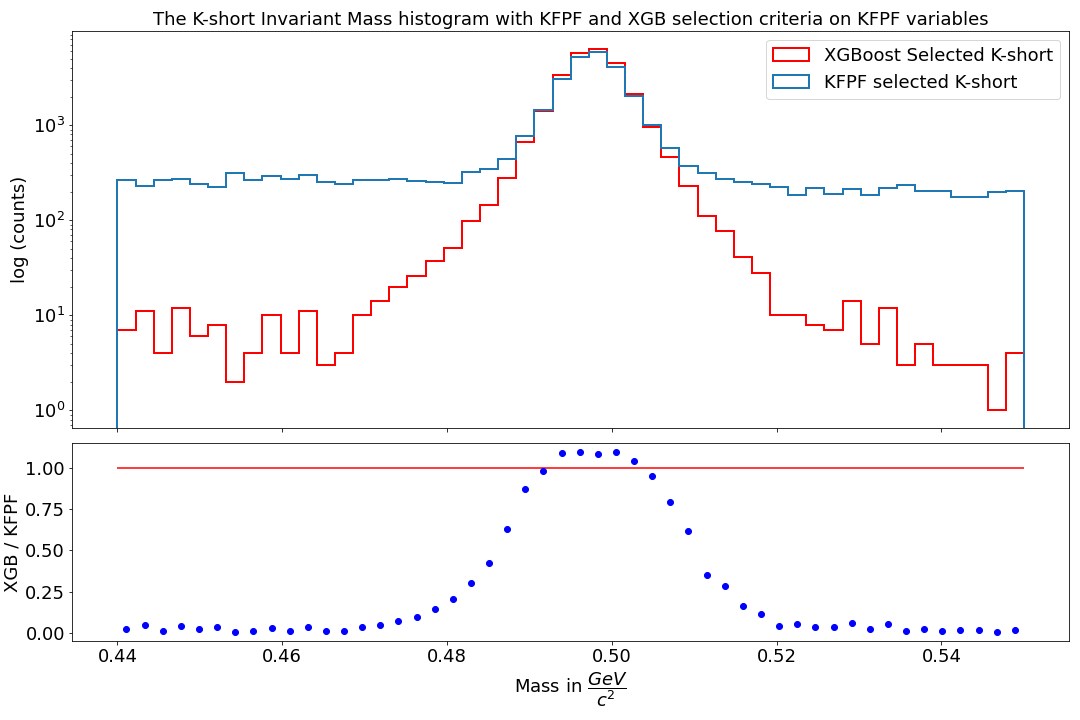 The K-short Invariant Mass histogram with KFPF and XGB selection criteria on KFPF variables
XGBoost Selected K-short
KFPF selected K-short
log (counts)
10³
10²
10¹
10⁰
XGB / KFPF
1.00
0.75
0.50
0.25
0.00
0.44 0.46 0.48 0.50 0.52 0.54
Mass in GeV/c²